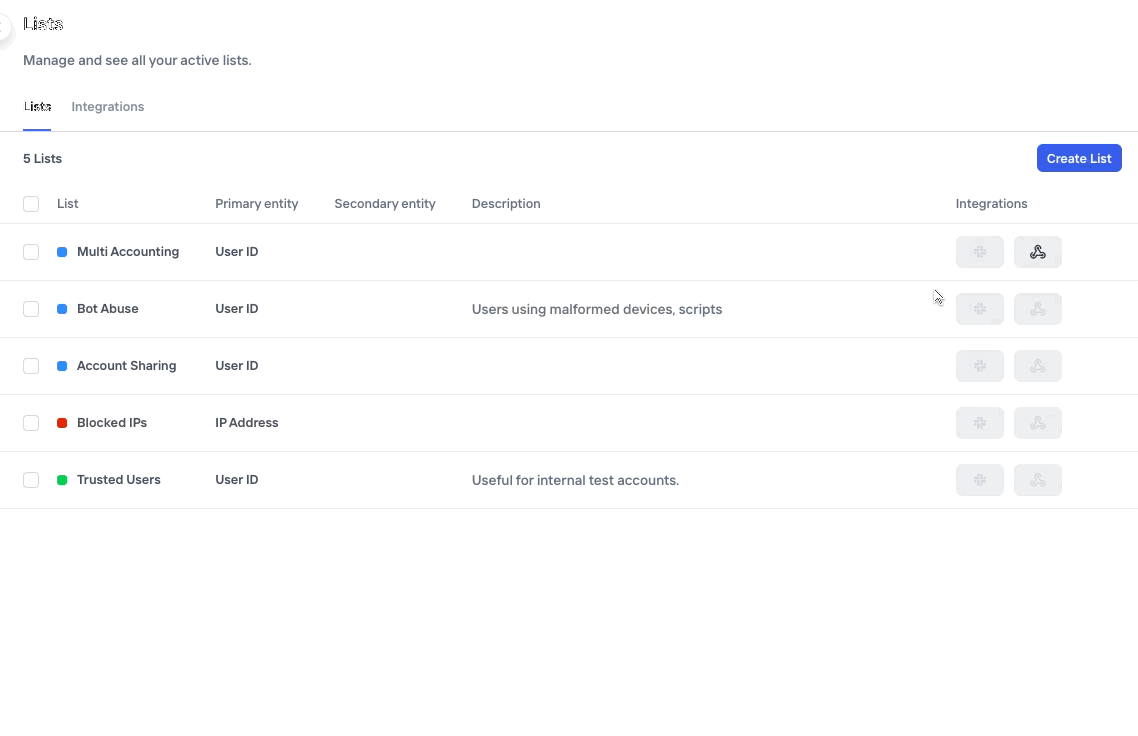 Lists
Manage and see all your active lists.
Lists Integrations
5 Lists Create List
List Primary entity Secondary entity Description Integrations
Multi Accounting User ID
Bot Abuse User ID Users using malformed devices, scripts
Account Sharing User ID
Blocked IPs IP Address
Trusted Users User ID Useful for internal test accounts.